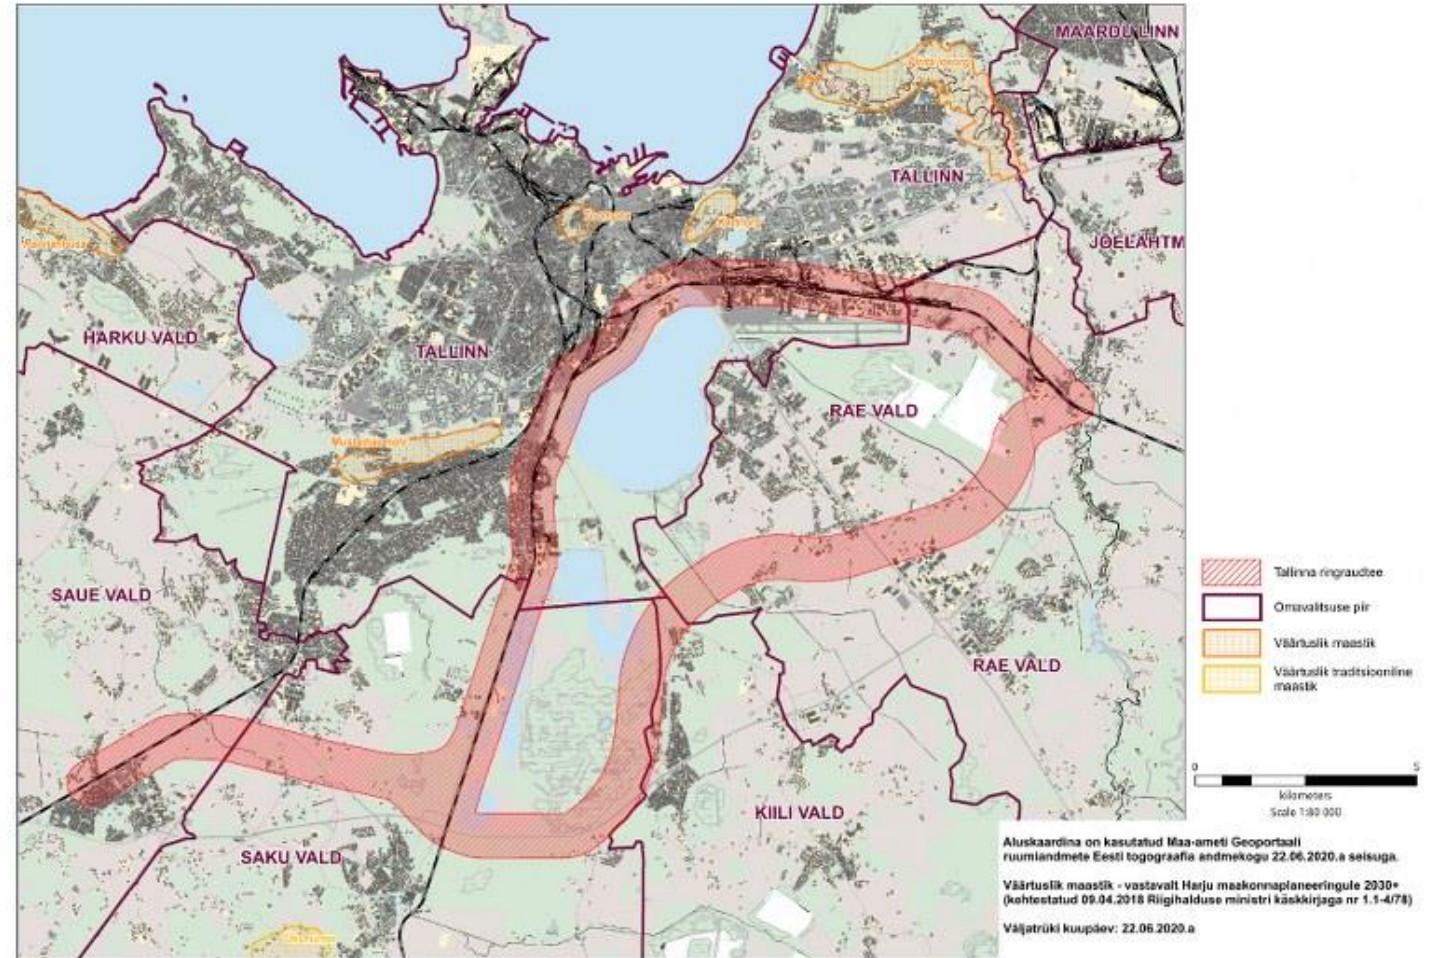 MAARDU LINN
TALLINN
JÕELÄHTM
HARKU VALD
TALLINN
RAE VALD
SAUE VALD
RAE VALD
KIILI VALD
SAKU VALD
Tallinna ringraudtee
Omavalitsuse piir
Väärtuslik maastik
Väärtuslik traditsiooniline
maastik
0 5
kilometers
Scale 1:80 000
Aluskaardina on kasutatud Maa-ameti Geoportaali
ruumiandmete Eesti togograafia andmekogu 22.06.2020.a seisuga.
Väärtuslik maastik - vastavalt Harju maakonnaplaneeringule 2030+
(kehtestatud 09.04.2018 Riigihalduse ministri käskkirjaga nr 1.1-4/78)
Väljatrüki kuupäev: 22.06.2020.a